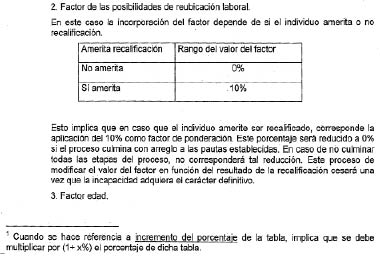 2. Factor de las posibilidades de reubicación laboral.
En este caso la incorporación del factor depende de si el individuo amerita o no
recalificación.
Amerita recalificación Rango del valor del factor
No amerita 0%
Sí amerita 10%
Esto implica que en caso que el individuo amerite ser recalificado, corresponde la
aplicación del 10% como factor de ponderación. Este porcentaje será reducido a 0%
si el proceso culmina con arreglo a las pautas establecidas. En caso de no culminar
todas las etapas del proceso, no corresponderá tal reducción. Este proceso de
modificar el valor del factor en función del resultado de la recalificación cesará una
vez que la incapacidad adquiera el carácter definitivo.
3. Factor edad.
1 Cuando se hace referencia a incremento del porcentaje de la tabla, implica que se debe
multiplicar por (1+ x%) el porcentaje de dicha tabla.